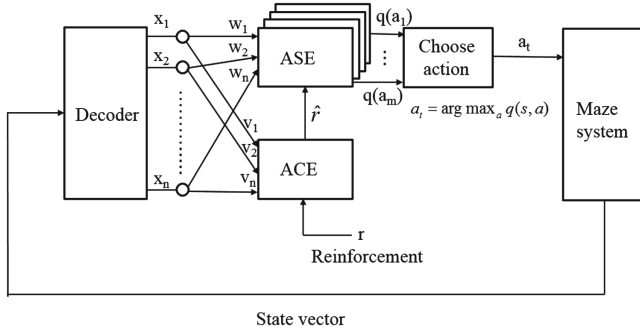 x₁
x₂
xₙ
Decoder
w₁
w₂
wₙ
v₁
v₂
vₙ
ASE
r̂
ACE
r
Reinforcement
q(a₁)
q(aₘ)
Choose
action
aₜ = arg maxₐ q(s, a)
aₜ
Maze
system
State vector